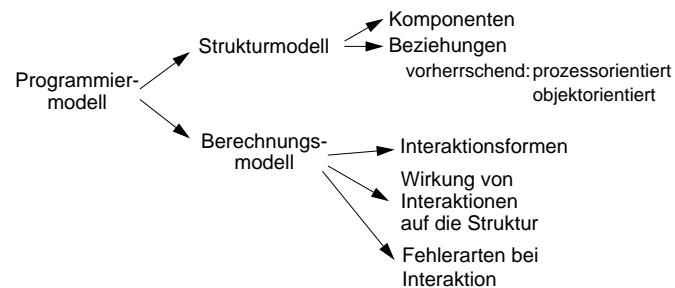 Komponenten
Strukturmodell
Beziehungen
vorherrschend: prozessorientiert
objektorientiert
Programmier-
modell
Berechnungs-
modell
Interaktionsformen
Wirkung von
Interaktionen
auf die Struktur
Fehlerarten bei
Interaktion